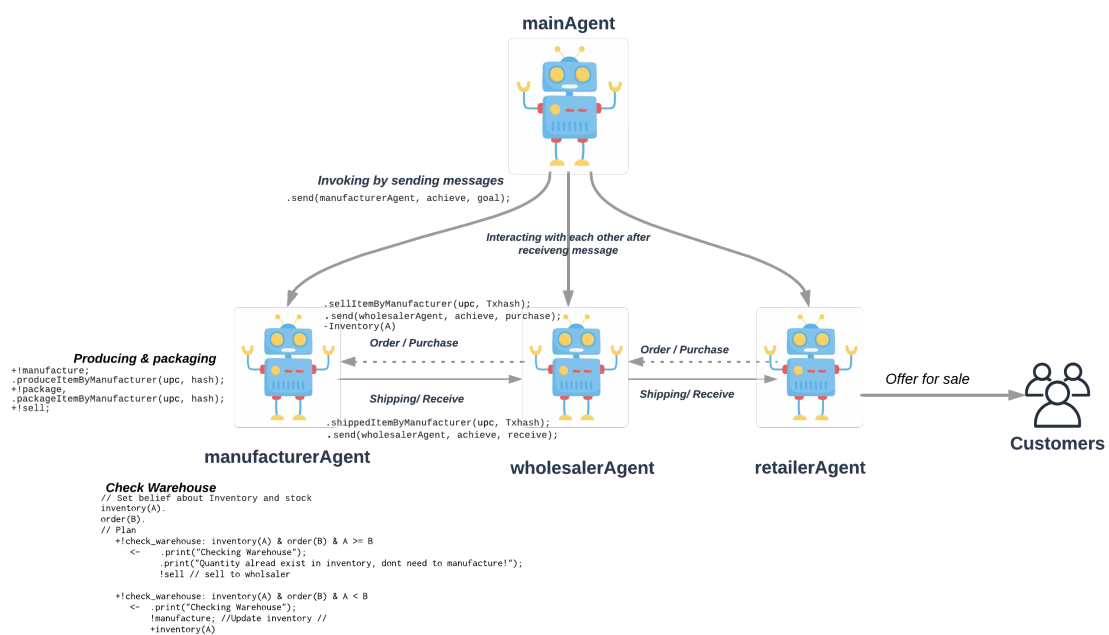 mainAgent
Invoking by sending messages
.send(manufacturerAgent, achieve, goal);
Interacting with each other after
receiveng message
.sellItemByManufacturer(upc, Txhash);
.send(wholesalerAgent, achieve, purchase);
-Inventory(A)
Order / Purchase
Order / Purchase
Producing & packaging
+!manufacture;
.produceItemByManufacturer(upc, hash);
+!package,
.packageItemByManufacturer(upc, hash);
+!sell;
Shipping/ Receive
Shipping/ Receive
Offer for sale
.shippedItemByManufacturer(upc, Txhash);
.send(wholesalerAgent, achieve, receive);
Customers
manufacturerAgent
wholesalerAgent
retailerAgent
Check Warehouse
// Set belief about Inventory and stock
inventory(A).
order(B).
// Plan
+!check_warehouse: inventory(A) & order(B) & A >= B
<- .print("Checking Warehouse");
.print("Quantity alread exist in inventory, dont need to manufacture!");
!sell // sell to wholsaler
+!check_warehouse: inventory(A) & order(B) & A < B
<- .print("Checking Warehouse");
!manufacture; //Update inventory //
+inventory(A)